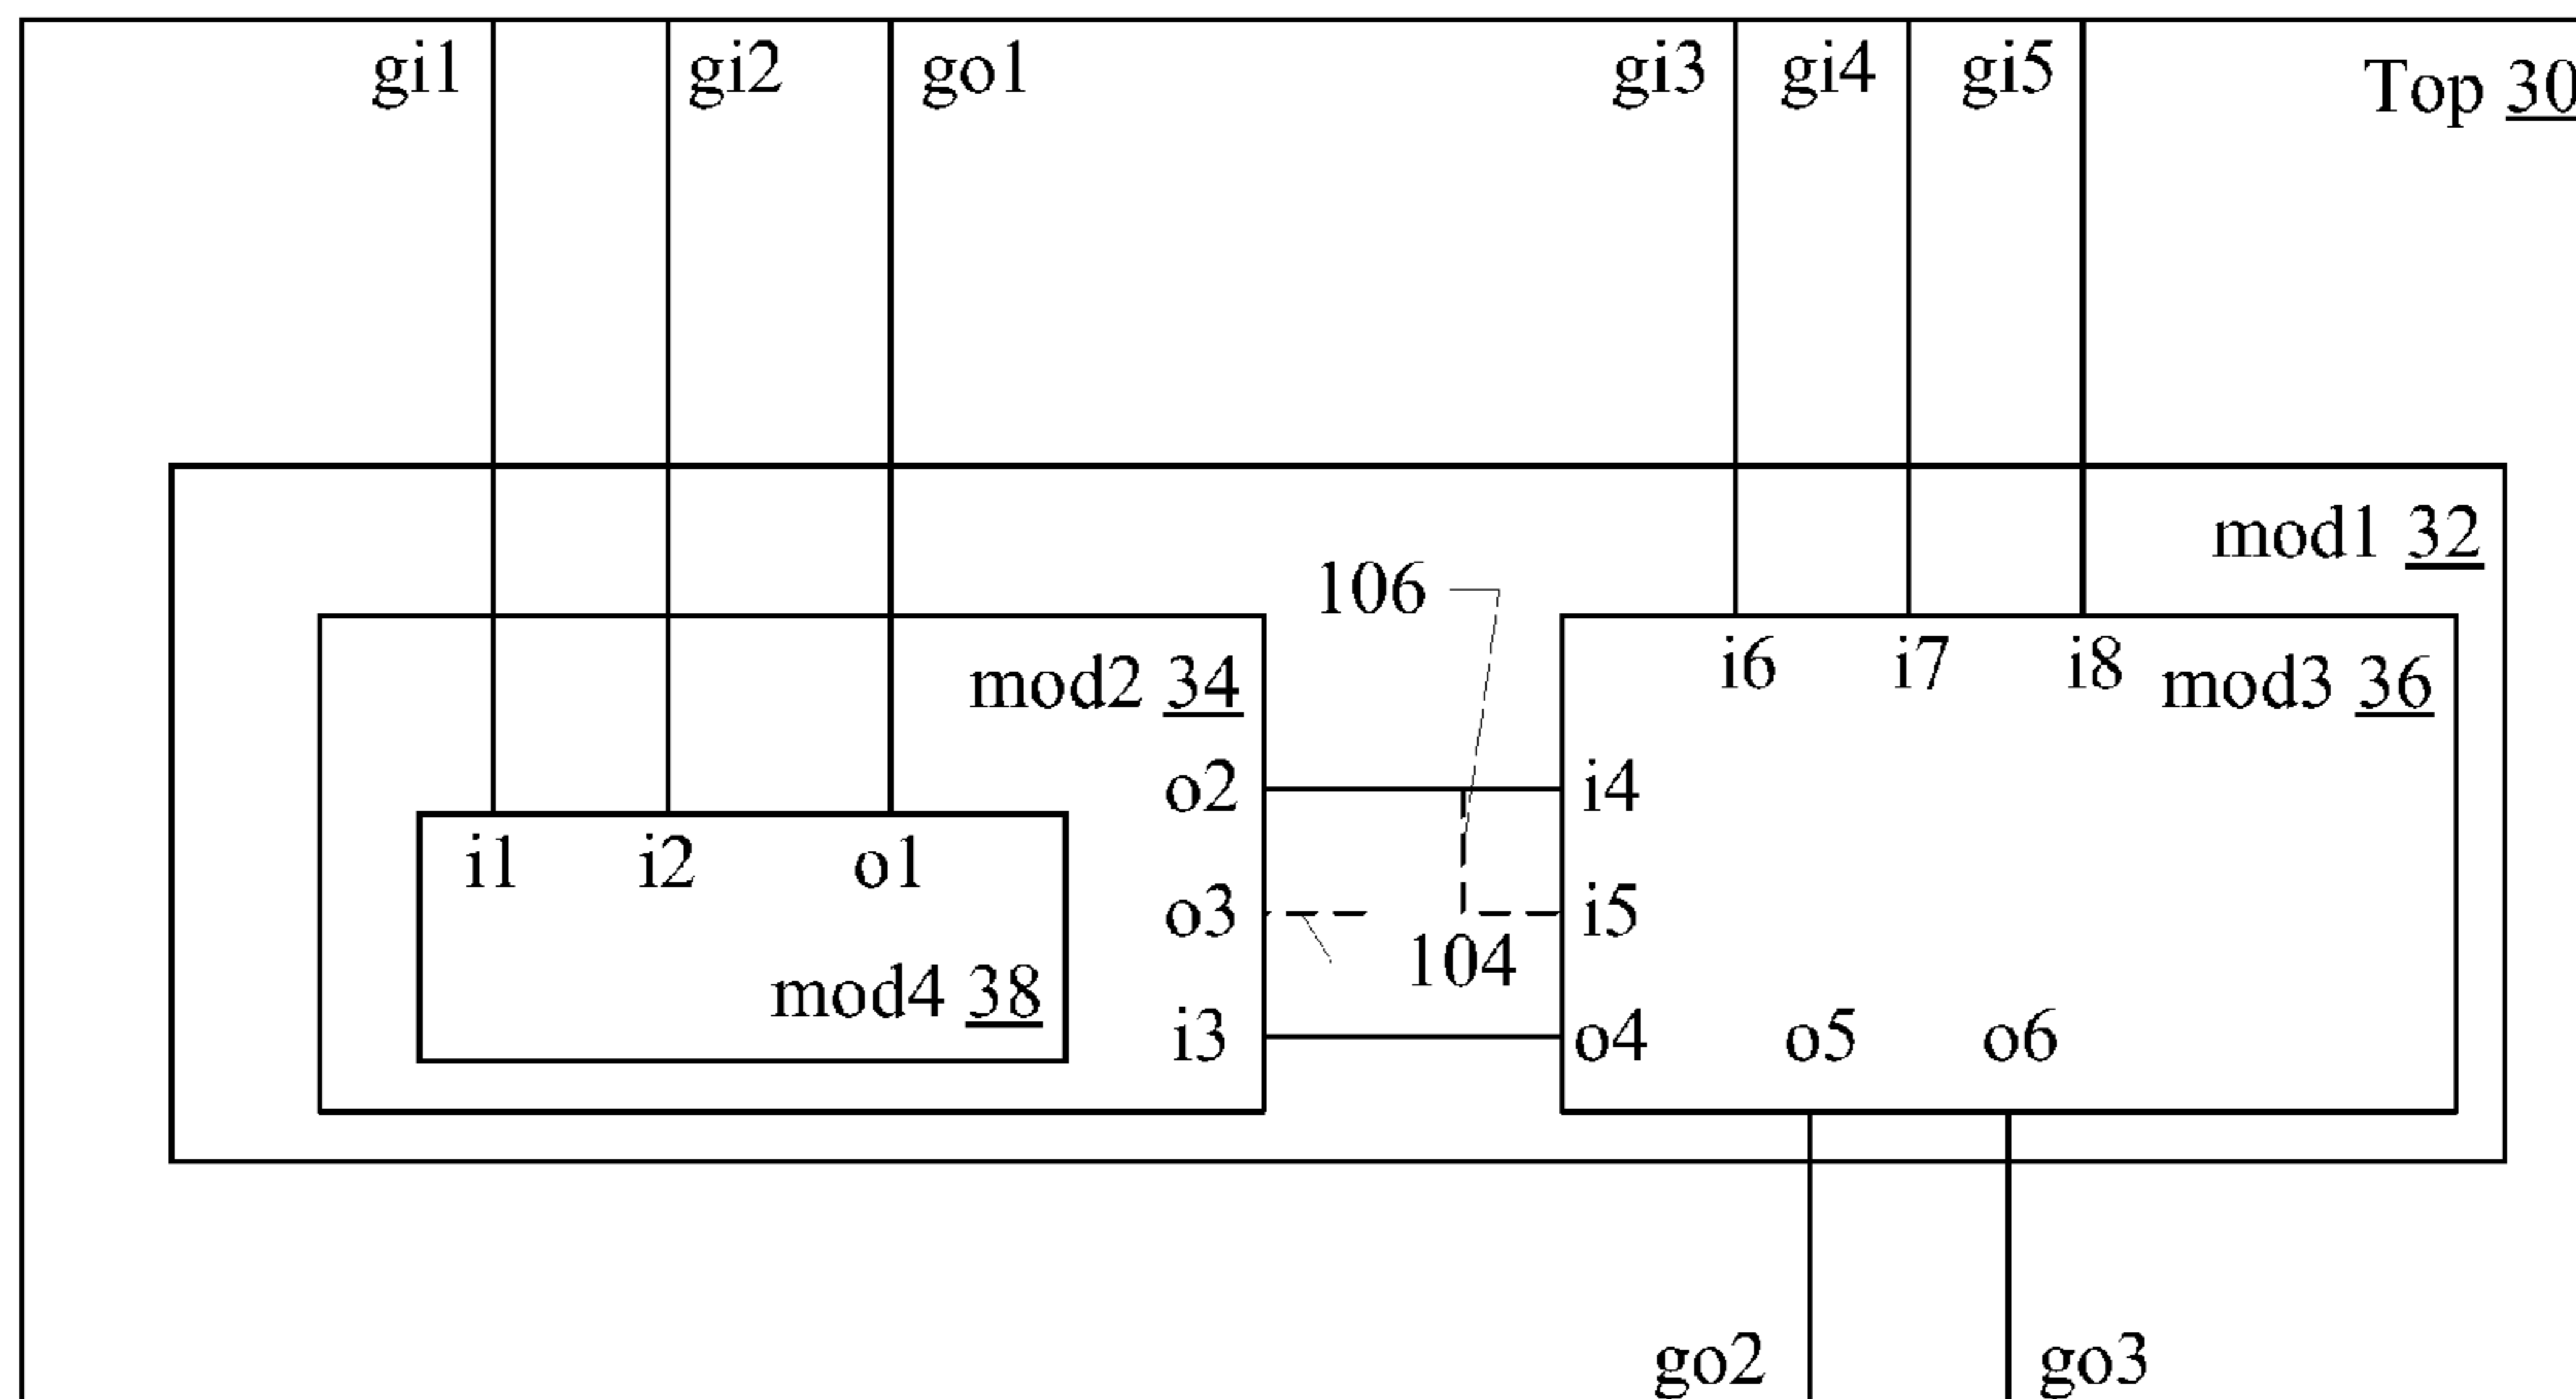 gi1 gi2 go1 gi3 gi4 gi5 Top 30
mod1 32
106
mod2 34 i6 i7 i8 mod3 36
o2 i4
i1 i2 o1
o3 i5
104
mod4 38
i3 o4 o5 o6
go2 go3